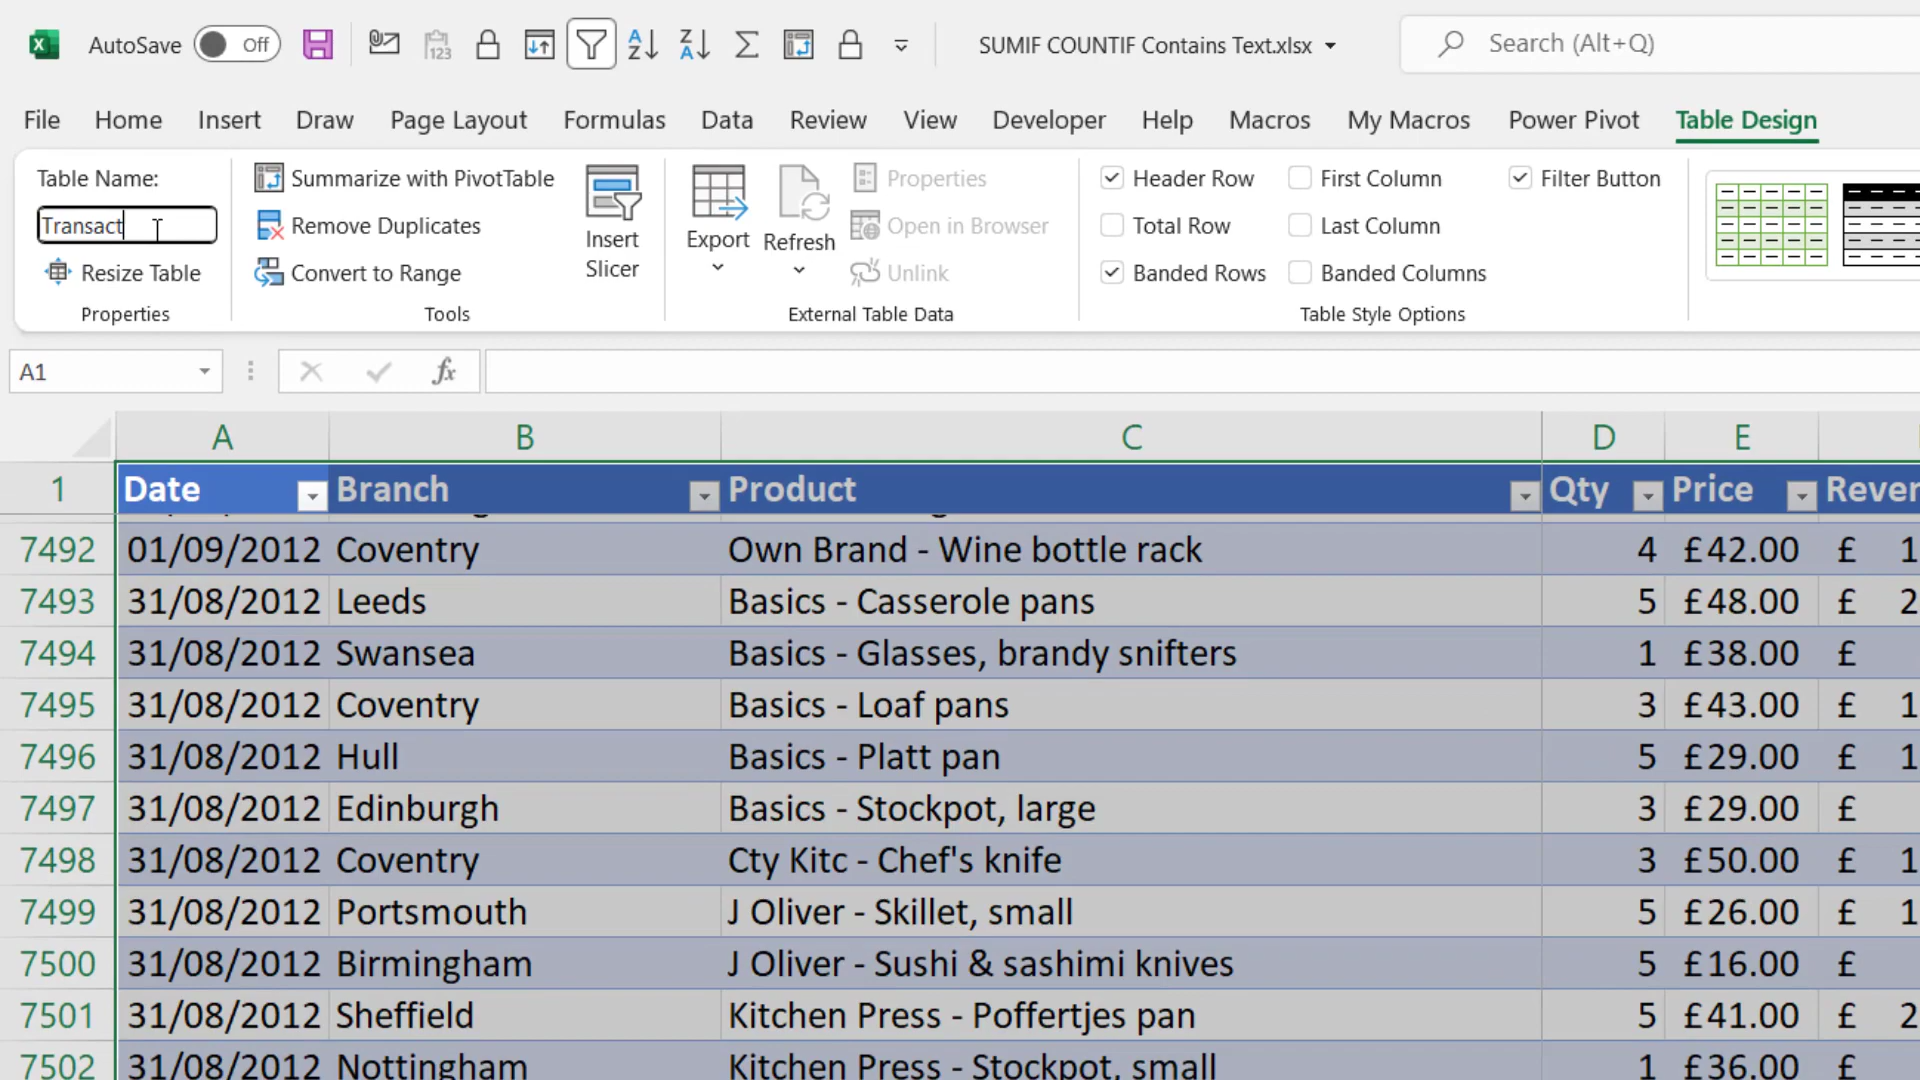 AutoSave Off SUMIF COUNTIF Contains Text.xlsx Search (Alt+Q)
File Home Insert Draw Page Layout Formulas Data Review View Developer Help Macros My Macros Power Pivot Table Design
Table Name:
Transact
Resize Table
Properties
Summarize with PivotTable
Remove Duplicates
Convert to Range
Tools
Insert
Slicer
Export
Refresh
Properties
Open in Browser
Unlink
External Table Data
Header Row First Column Filter Button
Total Row Last Column
Banded Rows Banded Columns
Table Style Options
A1 fx
A B C D E
1 Date Branch Product Qty Price
7492 01/09/2012 Coventry Own Brand - Wine bottle rack 4 £42.00 £ 1
7493 31/08/2012 Leeds Basics - Casserole pans 5 £48.00 £ 2
7494 31/08/2012 Swansea Basics - Glasses, brandy snifters 1 £38.00 £
7495 31/08/2012 Coventry Basics - Loaf pans 3 £43.00 £ 1
7496 31/08/2012 Hull Basics - Platt pan 5 £29.00 £ 1
7497 31/08/2012 Edinburgh Basics - Stockpot, large 3 £29.00 £
7498 31/08/2012 Coventry Cty Kitc - Chef's knife 3 £50.00 £ 1
7499 31/08/2012 Portsmouth J Oliver - Skillet, small 5 £26.00 £ 1
7500 31/08/2012 Birmingham J Oliver - Sushi & sashimi knives 5 £16.00 £
7501 31/08/2012 Sheffield Kitchen Press - Poffertjes pan 5 £41.00 £ 2
7502 31/08/2012 Nottingham Kitchen Press - Stockpot, small 1 £36.00 £